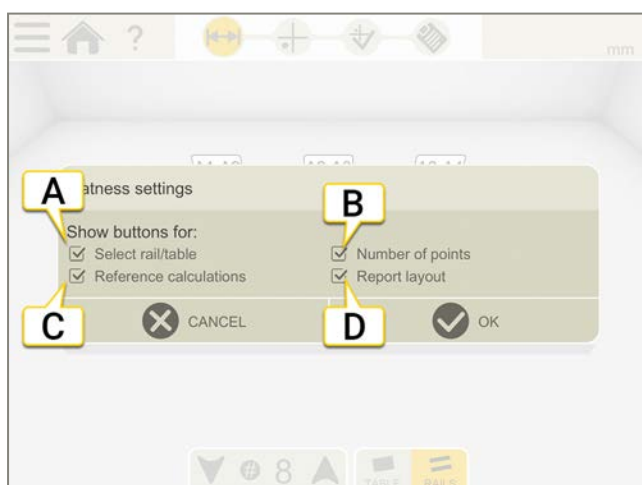 ?
mm
A
atness settings
B
Show buttons for:
Select rail/table
Number of points
Reference calculations
Report layout
C
CANCEL
D
OK
# 8
TABLE RAILS